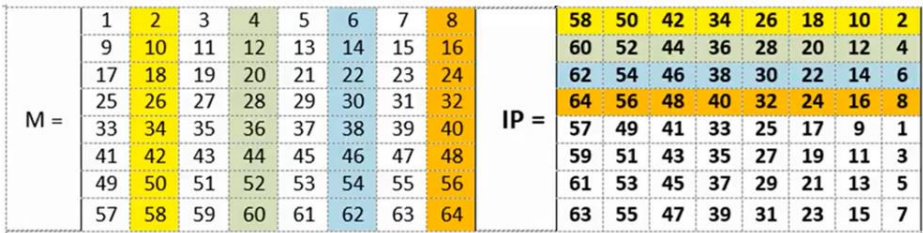 1 2 3 4 5 6 7 8 58 50 42 34 26 18 10 2
9 10 11 12 13 14 15 16 60 52 44 36 28 20 12 4
17 18 19 20 21 22 23 24 62 54 46 38 30 22 14 6
25 26 27 28 29 30 31 32 64 56 48 40 32 24 16 8
M = 33 34 35 36 37 38 39 40 IP = 57 49 41 33 25 17 9 1
41 42 43 44 45 46 47 48 59 51 43 35 27 19 11 3
49 50 51 52 53 54 55 56 61 53 45 37 29 21 13 5
57 58 59 60 61 62 63 64 63 55 47 39 31 23 15 7